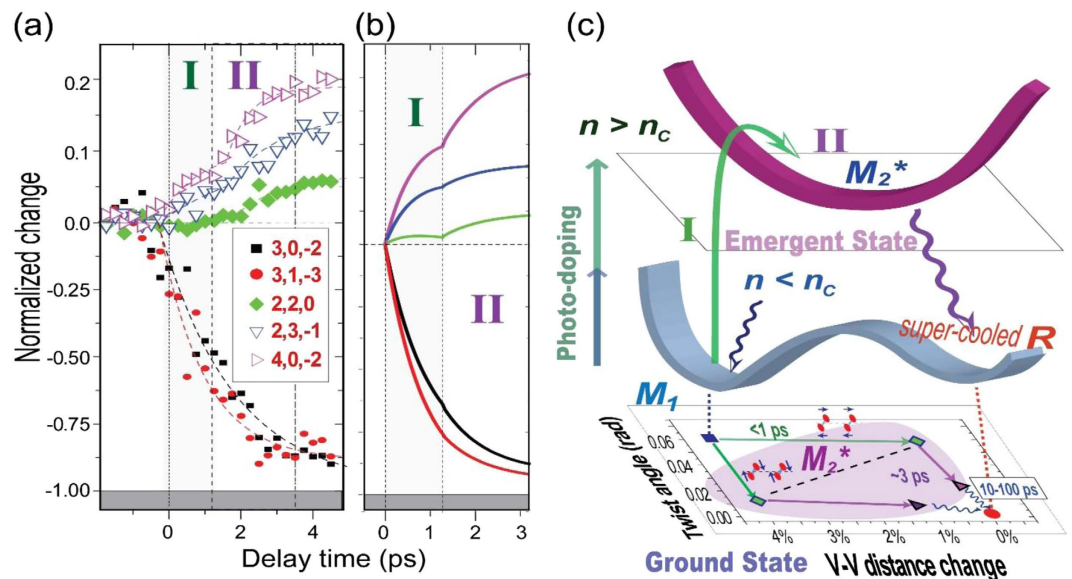 (a)
(b)
(c)
Normalized change
0.2
0.1
0.0
-0.25
-0.50
-0.75
-1.00
I
II
3,0,-2
3,1,-3
2,2,0
2,3,-1
4,0,-2
0
2
4
I
II
0
1
2
3
Delay time (ps)
n > nC
II
M2*
I
Emergent State
Photo-doping
n < nC
super-cooled R
M1
<1 ps
M2*
~3 ps
10-100 ps
Twist angle(rad)
0.06
0.04
0.02
0.00
4%
3%
2%
1%
0%
Ground State
V-V distance change